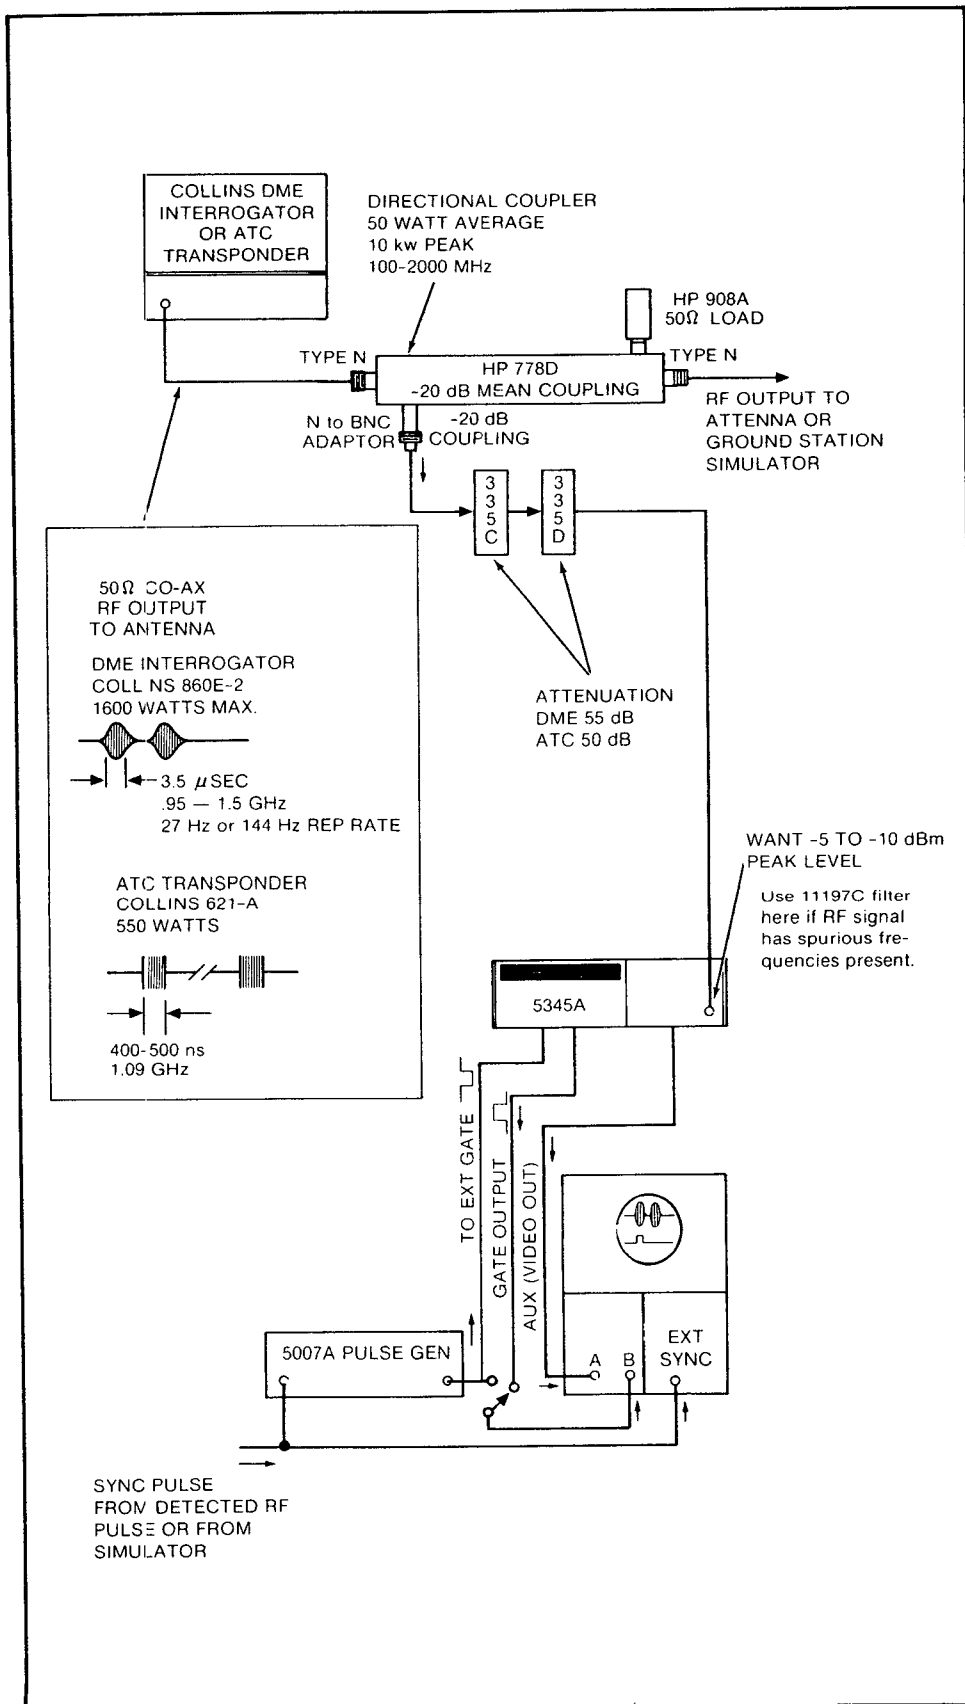 COLLINS DME
INTERROGATOR
OR ATC
TRANSPONDER
DIRECTIONAL COUPLER
50 WATT AVERAGE
10 kw PEAK
100-2000 MHz
HP 908A
50Ω LOAD
TYPE N
HP 778D
-20 dB MEAN COUPLING
TYPE N
RF OUTPUT TO
ATTENNA OR
GROUND STATION
SIMULATOR
N to BNC
ADAPTOR
-20 dB
COUPLING
335C
335D
ATTENUATION
DME 55 dB
ATC 50 dB
50Ω CO-AX
RF OUTPUT
TO ANTENNA
DME INTERROGATOR
COLL NS 860E-2
1600 WATTS MAX.
3.5 µSEC
.95 — 1.5 GHz
27 Hz or 144 Hz REP RATE
ATC TRANSPONDER
COLLINS 621-A
550 WATTS
400-500 ns
1.09 GHz
WANT -5 TO -10 dBm
PEAK LEVEL
Use 11197C filter
here if RF signal
has spurious fre-
quencies present.
5345A
TO EXT GATE
GATE OUTPUT
AUX (VIDEO OUT)
5007A PULSE GEN
A
B
EXT
SYNC
SYNC PULSE
FROM DETECTED RF
PULSE OR FROM
SIMULATOR